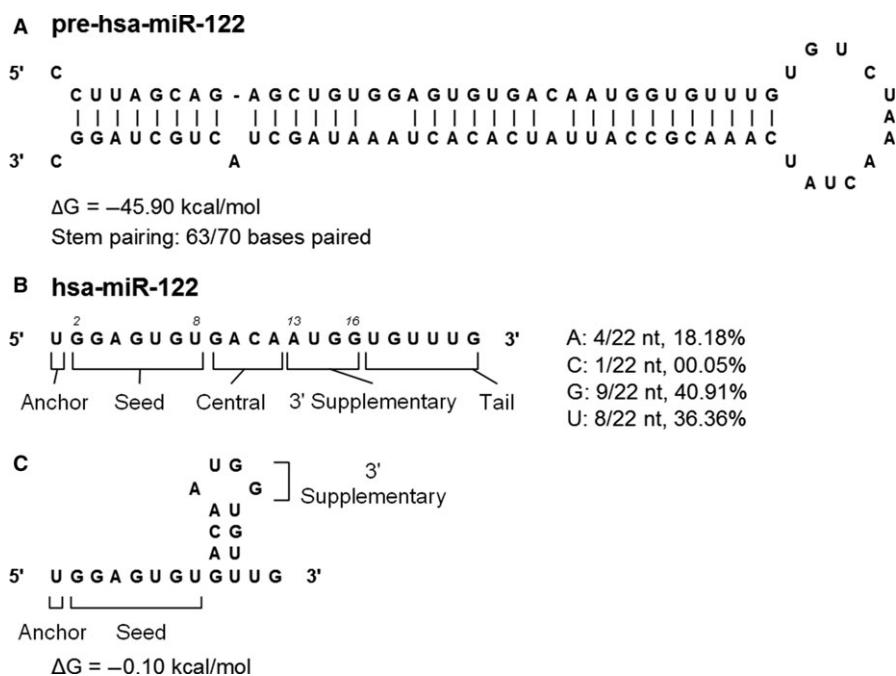 A pre-hsa-miR-122
G U
5' C U C
C U U A G C A G - A G C U G U G G A G U G U G A C A A U G G U G U U U G U
A
G G A U C G U C U C G A U A A A U C A C A C U A U U A C C G C A A A C A
3' C A U A
A U C
ΔG = –45.90 kcal/mol
Stem pairing: 63/70 bases paired
B hsa-miR-122
2 8 13 16
5' U G G A G U G U G A C A A U G G U G U U U G 3'
Anchor Seed Central 3' Supplementary Tail
A: 4/22 nt, 18.18%
C: 1/22 nt, 00.05%
G: 9/22 nt, 40.91%
U: 8/22 nt, 36.36%
C
U G
A G
3'
Supplementary
A U
C G
A U
5' U G G A G U G U G U U G 3'
Anchor Seed
ΔG = –0.10 kcal/mol